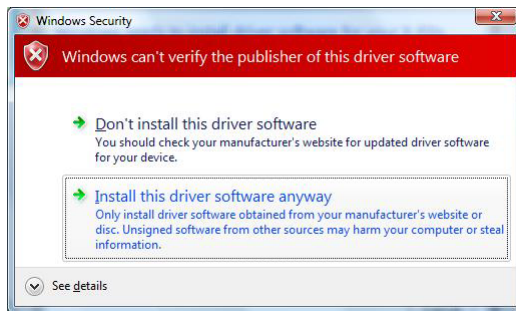 Windows Security
Windows can't verify the publisher of this driver software
Don't install this driver software
You should check your manufacturer's website for updated driver software
for your device.
Install this driver software anyway
Only install driver software obtained from your manufacturer's website or
disc. Unsigned software from other sources may harm your computer or steal
information.
See details